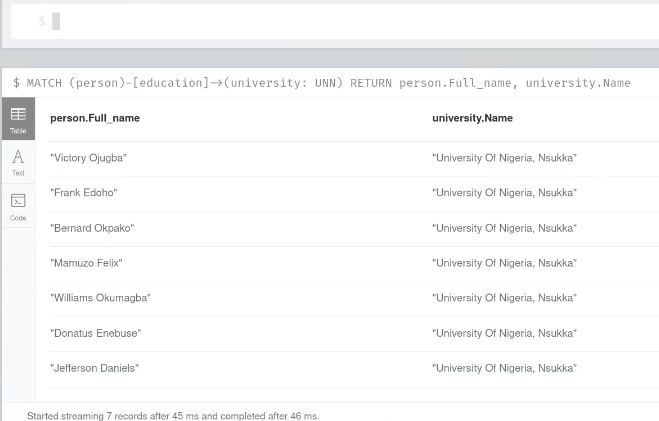 $
$ MATCH (person)-[education]->(university: UNN) RETURN person.Full_name, university.Name
Table
Text
Code
person.Full_name university.Name
"Victory Ojugba" "University Of Nigeria, Nsukka"
"Frank Edoho" "University Of Nigeria, Nsukka"
"Bernard Okpako" "University Of Nigeria, Nsukka"
"Mamuzo Felix" "University Of Nigeria, Nsukka"
"Williams Okumagba" "University Of Nigeria, Nsukka"
"Donatus Enebuse" "University Of Nigeria, Nsukka"
"Jefferson Daniels" "University Of Nigeria, Nsukka"
Started streaming 7 records after 45 ms and completed after 46 ms.